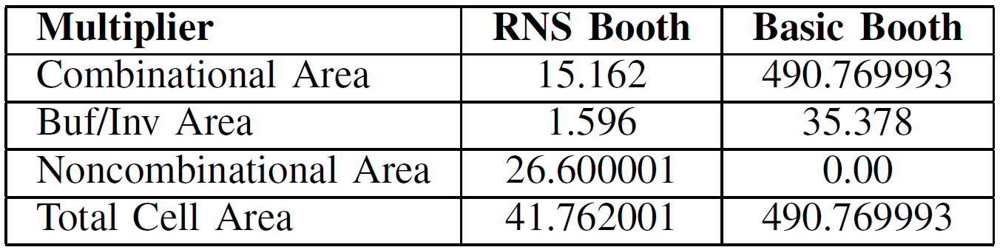 Multiplier RNS Booth Basic Booth
Combinational Area 15.162 490.769993
Buf/Inv Area 1.596 35.378
Noncombinational Area 26.600001 0.00
Total Cell Area 41.762001 490.769993